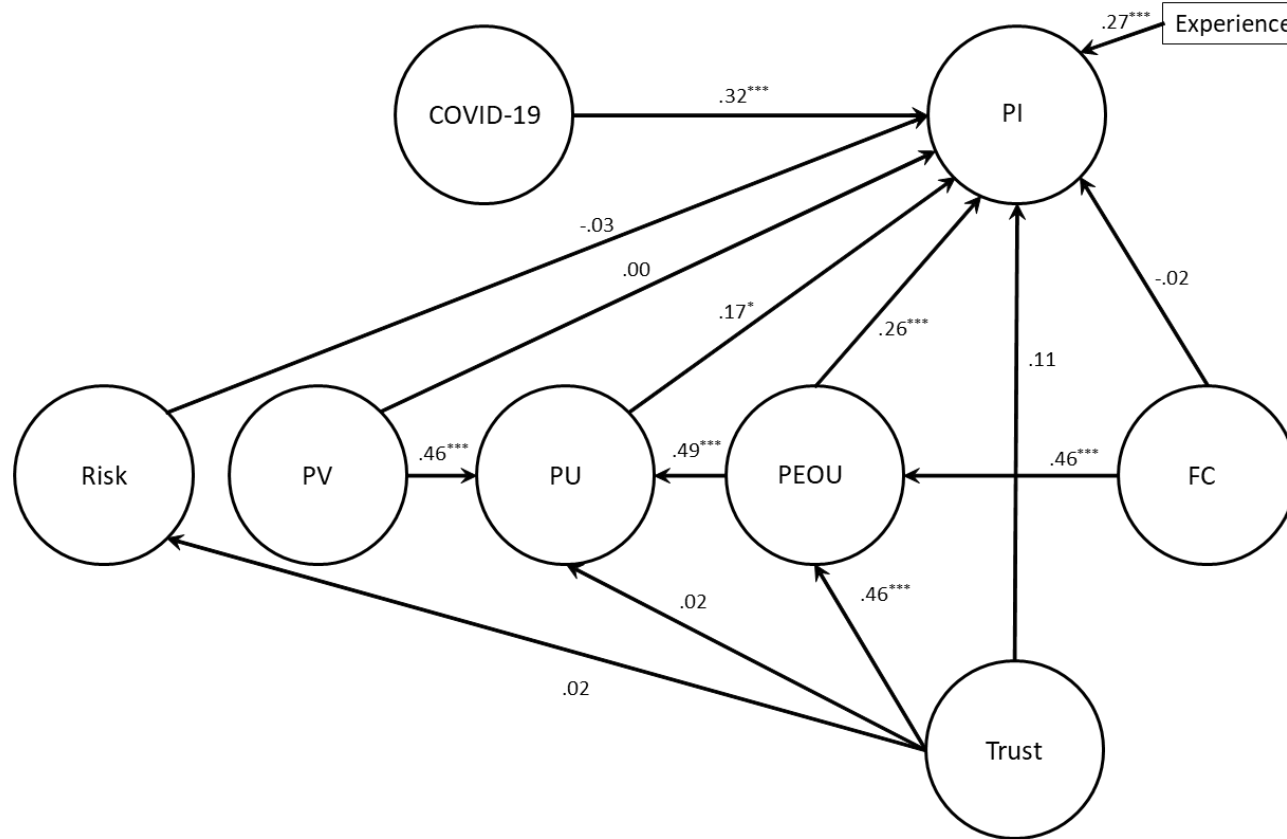 .27***
Experience
.32***
COVID-19
PI
-.03
.00
.17*
.26***
-.02
.11
Risk
PV
.46***
PU
.49***
PEOU
.46***
FC
.02
.46***
.02
Trust